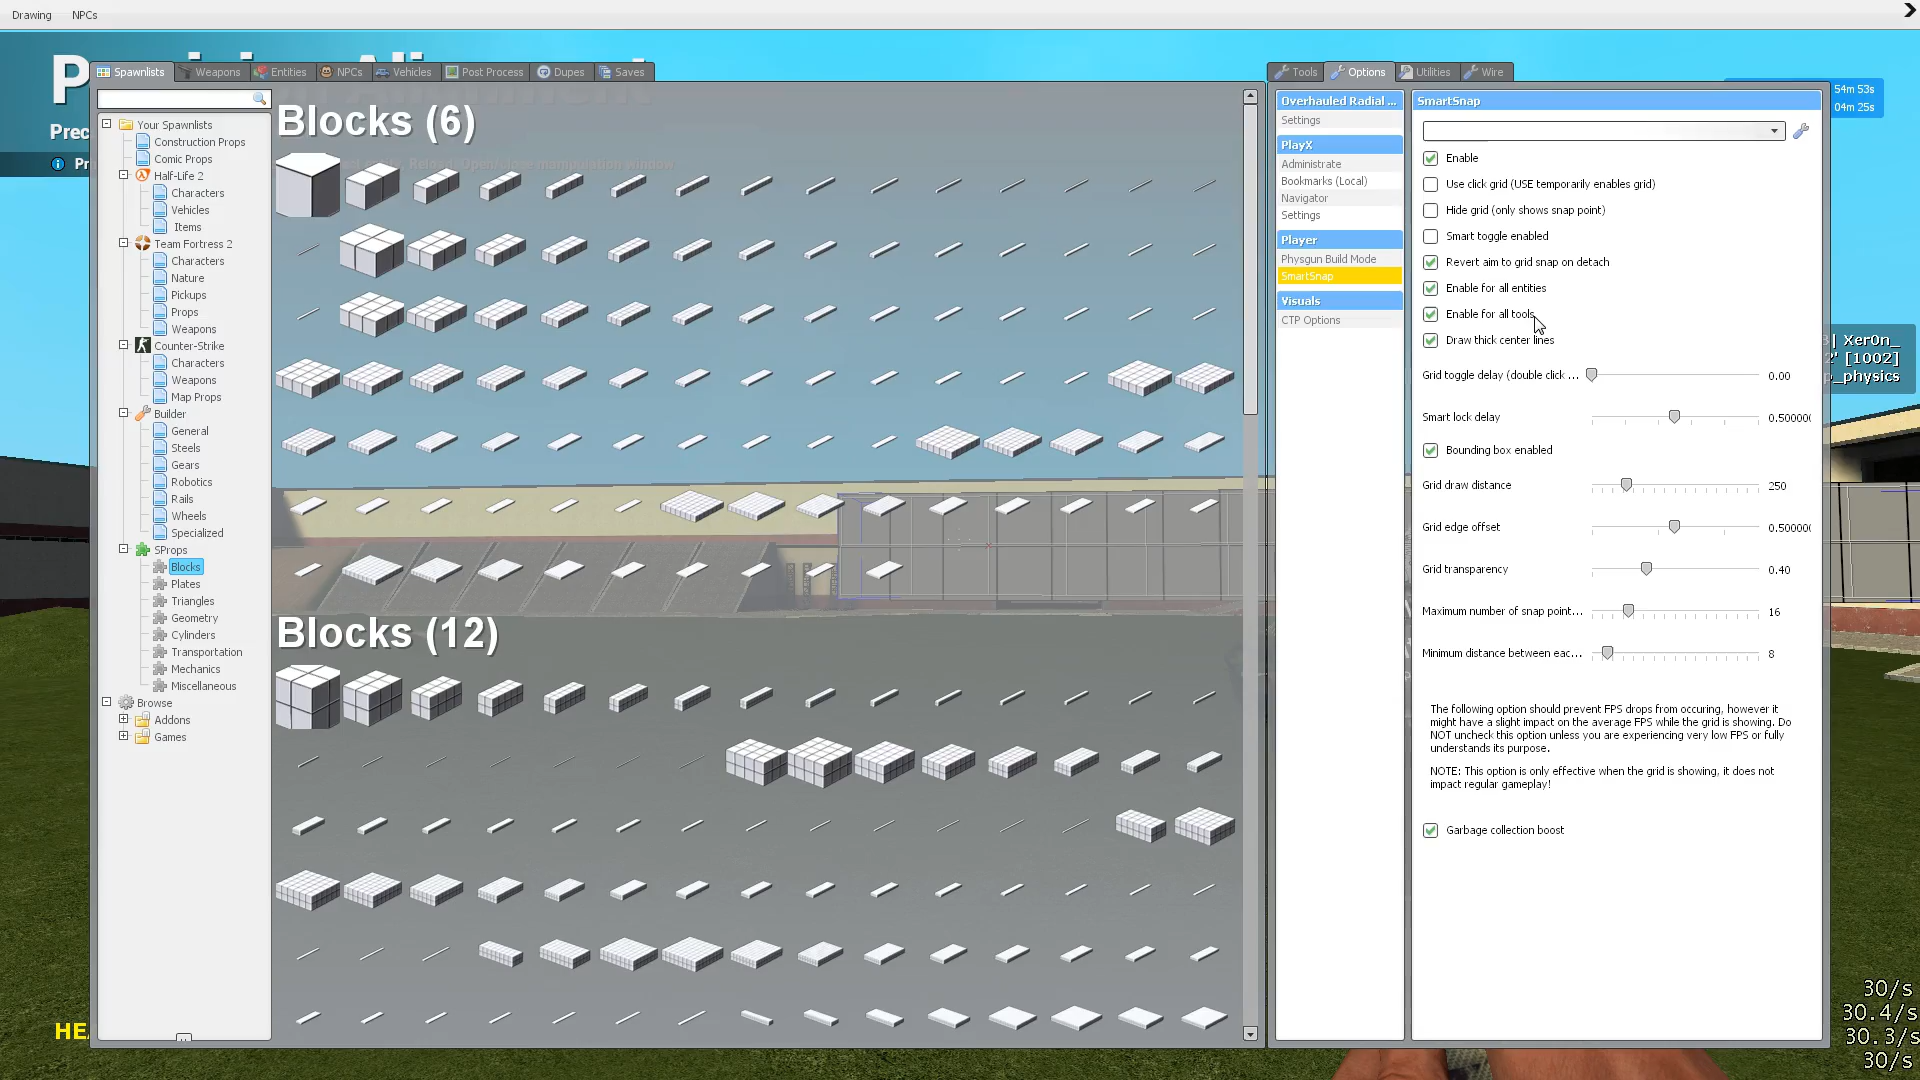 Drawing NPCs
Spawnlists Weapons Entities NPCs Vehicles Post Process Dupes Saves
Tools Options Utilities Wire
Prec
Your Spawnlists
Construction Props
Comic Props
Half-Life 2
Characters
Vehicles
Items
Team Fortress 2
Characters
Nature
Pickups
Props
Weapons
Counter-Strike
Characters
Weapons
Map Props
Builder
General
Steels
Gears
Robotics
Rails
Wheels
Specialized
SProps
Blocks
Plates
Triangles
Geometry
Cylinders
Transportation
Mechanics
Miscellaneous
Browse
Addons
Games
HE
Blocks (6)
Blocks (12)
Overhauled Radial ...
Settings
PlayX
Administrate
Bookmarks (Local)
Navigator
Settings
Player
Physgun Build Mode
SmartSnap
Visuals
CTP Options
SmartSnap
Enable
Use click grid (USE temporarily enables grid)
Hide grid (only shows snap point)
Smart toggle enabled
Revert aim to grid snap on detach
Enable for all entities
Enable for all tools
Draw thick center lines
Grid toggle delay (double click ... 0.00
Smart lock delay 0.50000
Bounding box enabled
Grid draw distance 250
Grid edge offset 0.50000
Grid transparency 0.40
Maximum number of snap point... 16
Minimum distance between eac... 8
The following option should prevent FPS drops from occuring, however it
might have a slight impact on the average FPS while the grid is showing. Do
NOT uncheck this option unless you are experiencing very low FPS or fully
understands its purpose.
NOTE: This option is only effective when the grid is showing, it does not
impact regular gameplay!
Garbage collection boost
54m 53s
04m 25s
| Xer0n_
2' [1002]
_physics
30/s
30.4/s
30.3/s
30/s